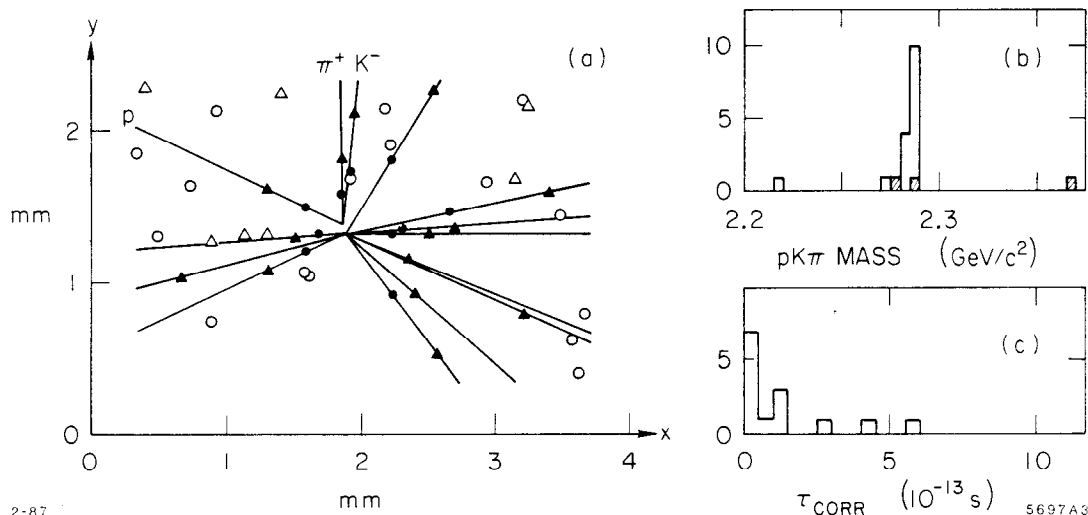 y
π⁺ K⁻
(a)
p
2
mm
1
0
0 1 2 3 4
x
mm
10
(b)
5
0
2.2 2.3
pKπ MASS (GeV/c²)
(c)
5
0
0 5 10
τCORR (10⁻¹³ s)
2-87
5697A3